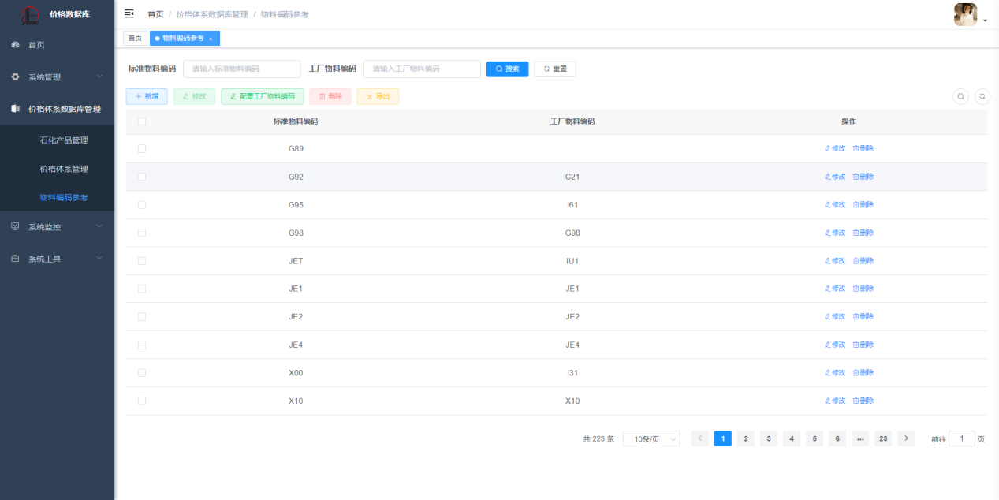 价格数据库
首页
系统管理
价格体系数据库管理
石化产品管理
价格体系管理
物料编码参考
系统监控
系统工具
首页 / 价格体系数据库管理 / 物料编码参考
首页 物料编码参考 ×
标准物料编码 请输入标准物料编码 工厂物料编码 请输入工厂物料编码 搜索 重置
+ 新增 修改 配置工厂物料编码 删除 导出
标准物料编码 工厂物料编码 操作
G89 修改 删除
G92 C21 修改 删除
G95 I61 修改 删除
G98 G98 修改 删除
JET IU1 修改 删除
JE1 JE1 修改 删除
JE2 JE2 修改 删除
JE4 JE4 修改 删除
X00 I31 修改 删除
X10 X10 修改 删除
共 223 条 10条/页 < 1 2 3 4 5 6 ··· 23 > 前往 1 页